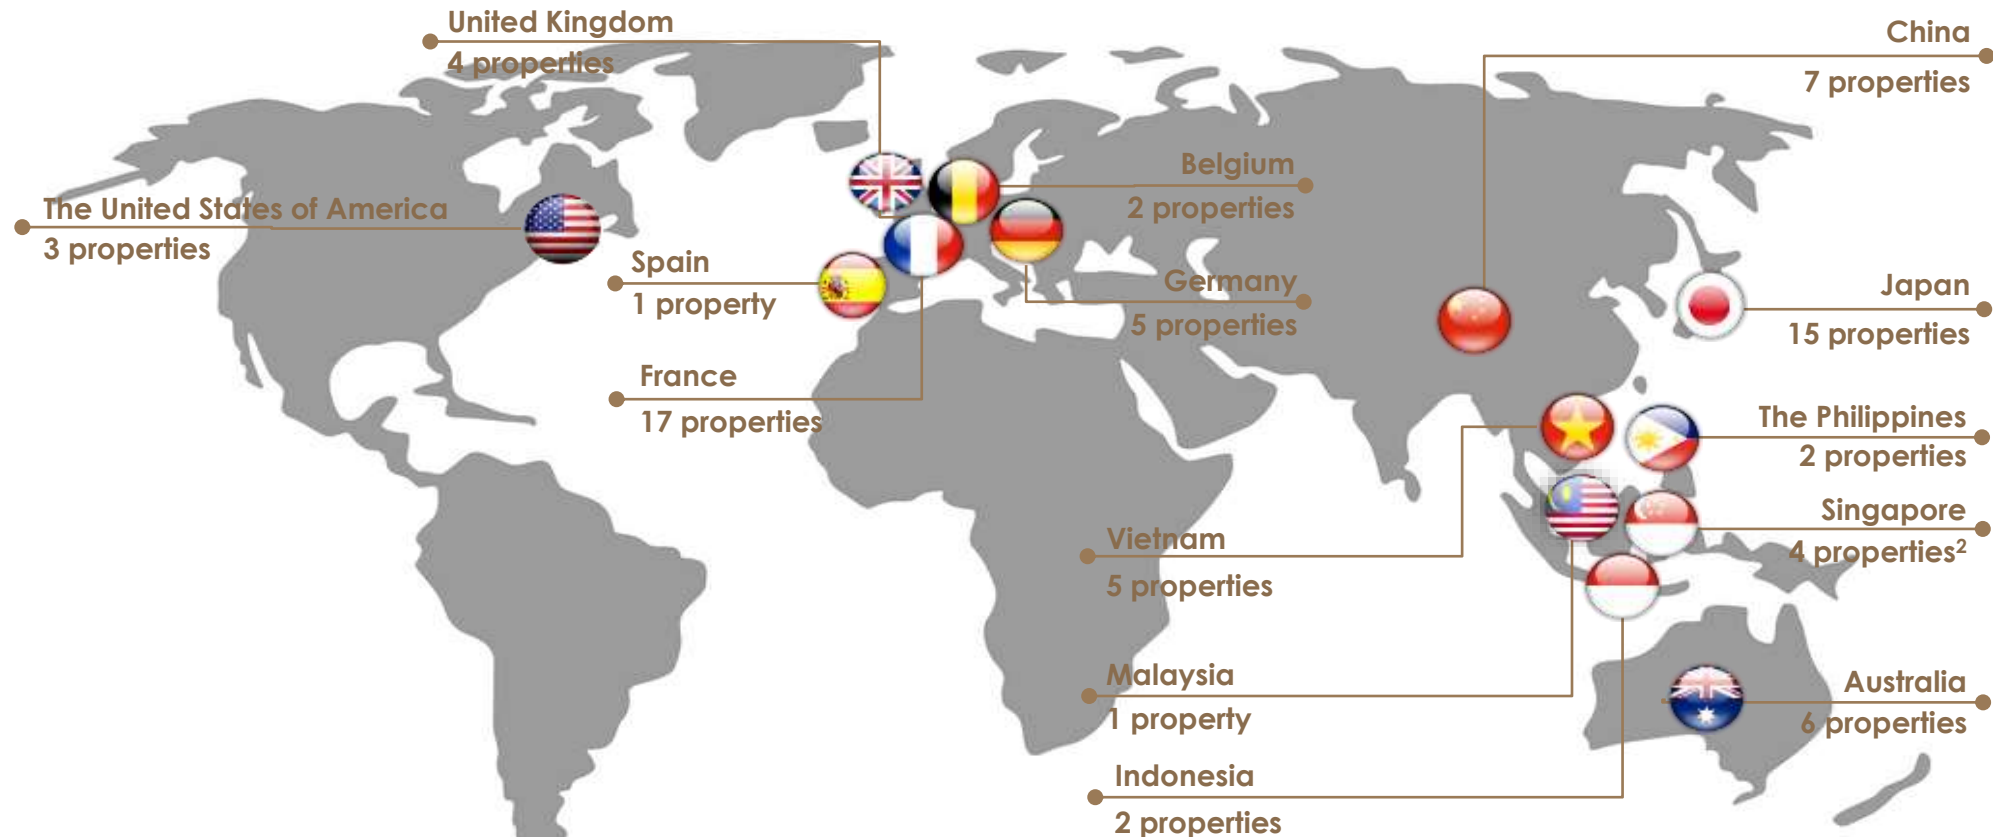 United Kingdom
4 properties
China
7 properties
Belgium
2 properties
The United States of America
3 properties
Spain
1 property
Germany
5 properties
Japan
15 properties
France
17 properties
The Philippines
2 properties
Singapore
4 properties²
Vietnam
5 properties
Malaysia
1 property
Australia
6 properties
Indonesia
2 properties